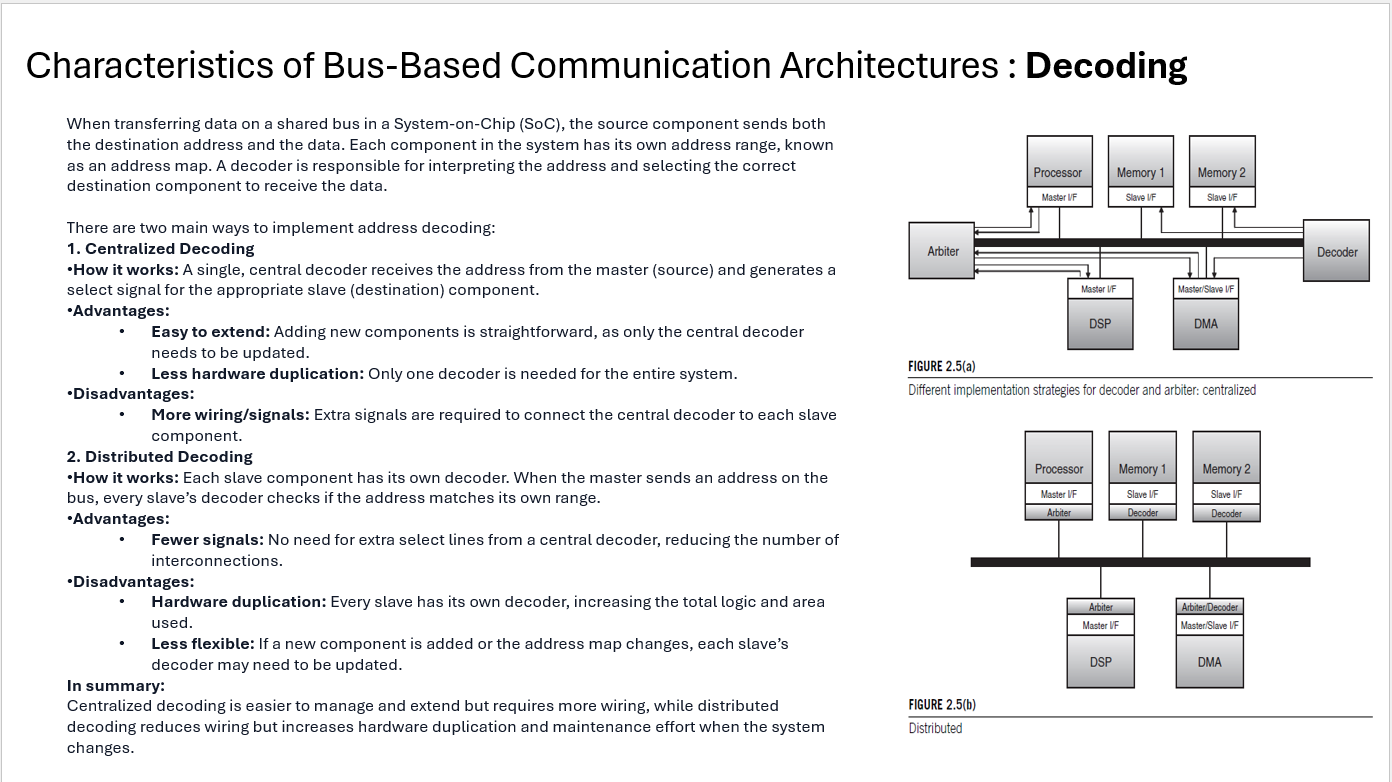 Characteristics of Bus-Based Communication Architectures : Decoding
When transferring data on a shared bus in a System-on-Chip (SoC), the source component sends both
the destination address and the data. Each component in the system has its own address range, known
as an address map. A decoder is responsible for interpreting the address and selecting the correct
destination component to receive the data.
There are two main ways to implement address decoding:
1. Centralized Decoding
•How it works: A single, central decoder receives the address from the master (source) and generates a
select signal for the appropriate slave (destination) component.
•Advantages:
• Easy to extend: Adding new components is straightforward, as only the central decoder
needs to be updated.
• Less hardware duplication: Only one decoder is needed for the entire system.
•Disadvantages:
• More wiring/signals: Extra signals are required to connect the central decoder to each slave
component.
2. Distributed Decoding
•How it works: Each slave component has its own decoder. When the master sends an address on the
bus, every slave’s decoder checks if the address matches its own range.
•Advantages:
• Fewer signals: No need for extra select lines from a central decoder, reducing the number of
interconnections.
•Disadvantages:
• Hardware duplication: Every slave has its own decoder, increasing the total logic and area
used.
• Less flexible: If a new component is added or the address map changes, each slave’s
decoder may need to be updated.
In summary:
Centralized decoding is easier to manage and extend but requires more wiring, while distributed
decoding reduces wiring but increases hardware duplication and maintenance effort when the system
changes.
Processor Memory 1 Memory 2
Master I/F Slave I/F Slave I/F
Arbiter Decoder
Master I/F Master/Slave I/F
DSP DMA
FIGURE 2.5(a)
Different implementation strategies for decoder and arbiter: centralized
Processor Memory 1 Memory 2
Master I/F Slave I/F Slave I/F
Arbiter Decoder Decoder
Arbiter Arbiter/Decoder
Master I/F Master/Slave I/F
DSP DMA
FIGURE 2.5(b)
Distributed